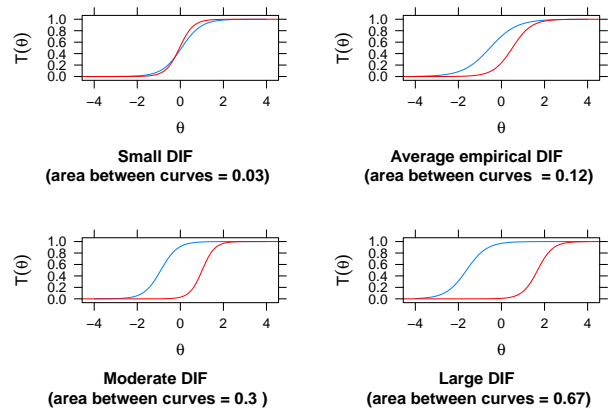 T(θ)
1.0
0.8
0.6
0.4
0.2
0.0
−4 −2 0 2 4
θ
Small DIF
(area between curves = 0.03)
T(θ)
1.0
0.8
0.6
0.4
0.2
0.0
−4 −2 0 2 4
θ
Average empirical DIF
(area between curves = 0.12)
T(θ)
1.0
0.8
0.6
0.4
0.2
0.0
−4 −2 0 2 4
θ
Moderate DIF
(area between curves = 0.3 )
T(θ)
1.0
0.8
0.6
0.4
0.2
0.0
−4 −2 0 2 4
θ
Large DIF
(area between curves = 0.67)